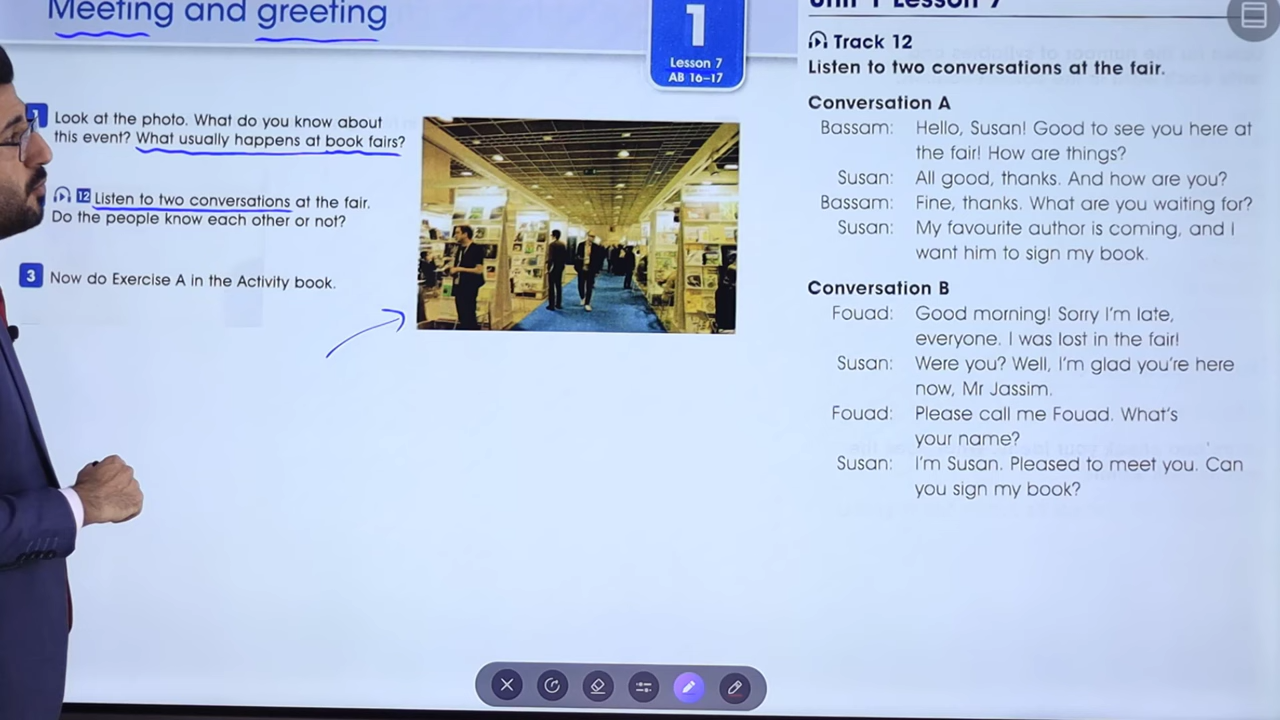 Meeting and greeting
1
Lesson 7
AB 16–17
1 Look at the photo. What do you know about
this event? What usually happens at book fairs?
12 Listen to two conversations at the fair.
Do the people know each other or not?
3 Now do Exercise A in the Activity book.
Unit 1 Lesson 7
Track 12
Listen to two conversations at the fair.
Conversation A
Bassam: Hello, Susan! Good to see you here at
the fair! How are things?
Susan: All good, thanks. And how are you?
Bassam: Fine, thanks. What are you waiting for?
Susan: My favourite author is coming, and I
want him to sign my book.
Conversation B
Fouad: Good morning! Sorry I'm late,
everyone. I was lost in the fair!
Susan: Were you? Well, I'm glad you're here
now, Mr Jassim.
Fouad: Please call me Fouad. What's
your name?
Susan: I'm Susan. Pleased to meet you. Can
you sign my book?